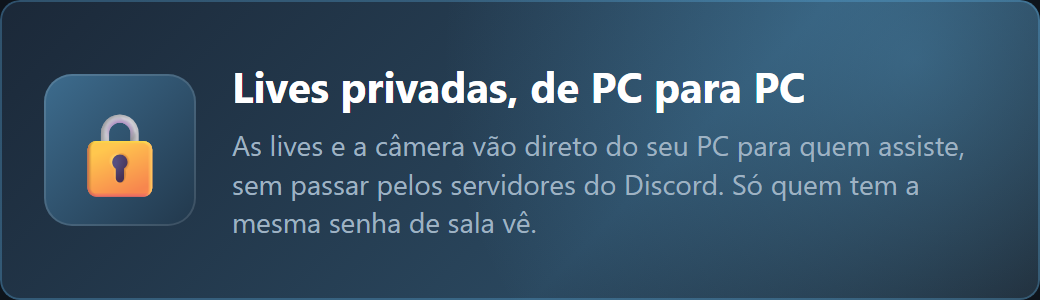 Lives privadas, de PC para PC
As lives e a câmera vão direto do seu PC para quem assiste,
sem passar pelos servidores do Discord. Só quem tem a
mesma senha de sala vê.